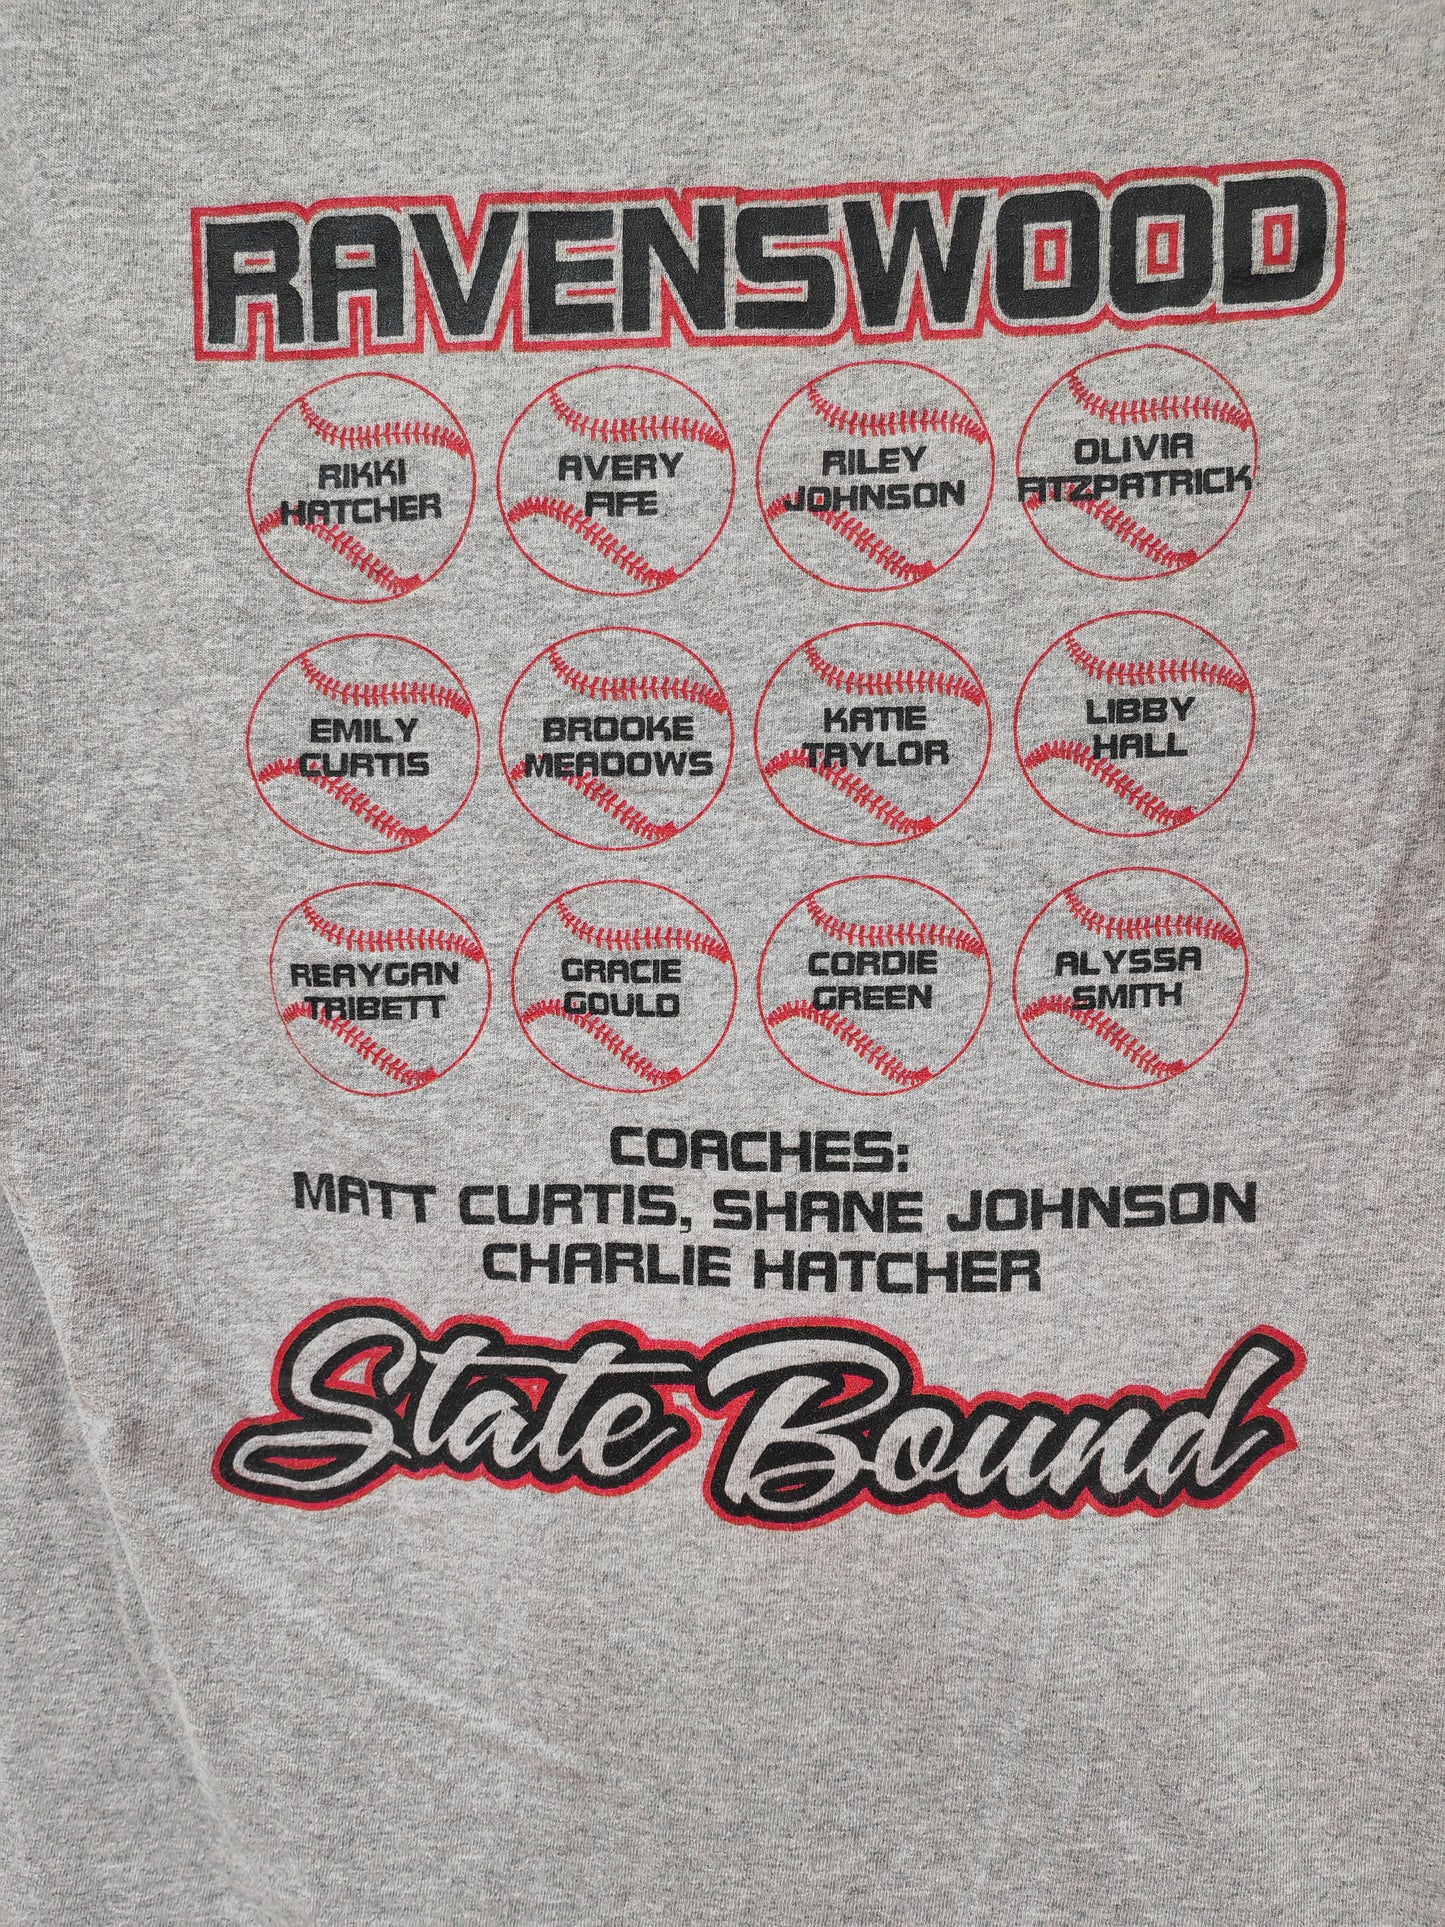 RAVENSWOOD
RIKKI
HATCHER
AVERY
FIFE
RILEY
JOHNSON
OLIVIA
FITZPATRICK
EMILY
CURTIS
BROOKE
MEADOWS
KATIE
TAYLOR
LIBBY
HALL
REAYGAN
TRIBETT
GRACIE
GOULD
CORDIE
GREEN
ALYSSA
SMITH
COACHES:
MATT CURTIS, SHANE JOHNSON
CHARLIE HATCHER
State Bound